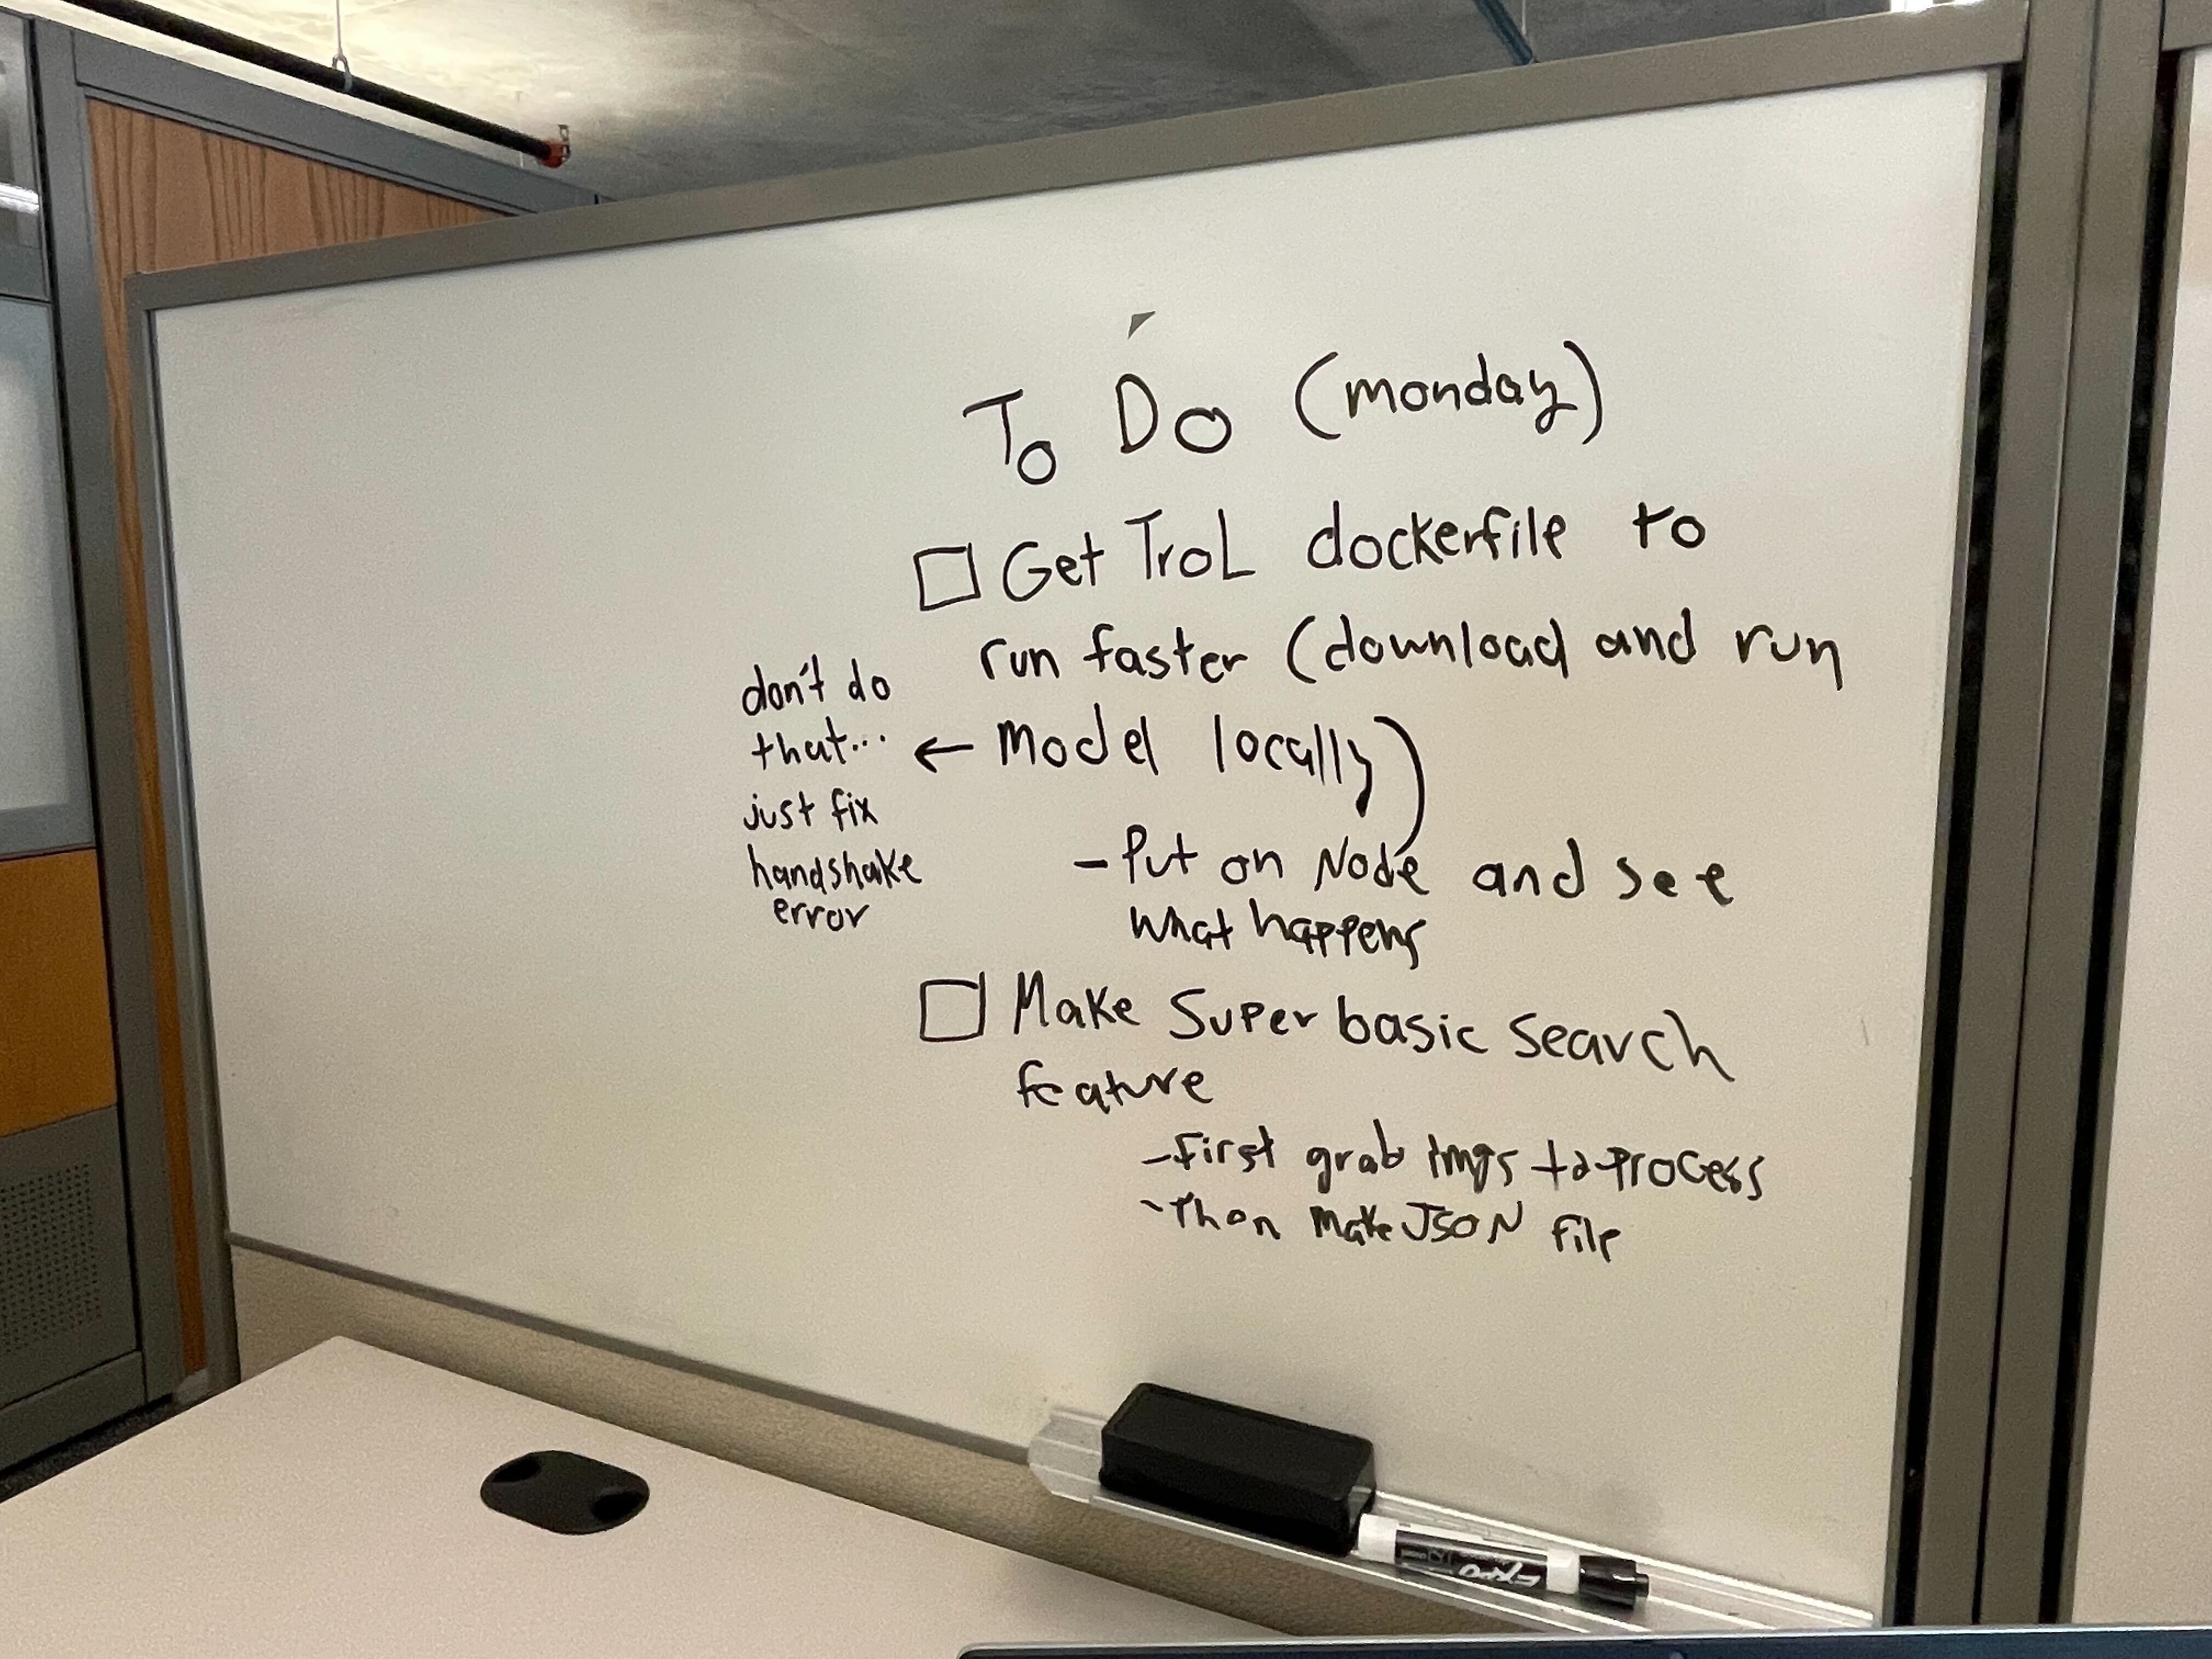 To Do (monday)
Get TroL dockerfile to
run faster (download and run
← model locally)
don't do
that...
just fix
handshake
error
- Put on Node and see
what happens
Make Super basic search
feature
- First grab imgs to process
- Then make JSON file
EXPO